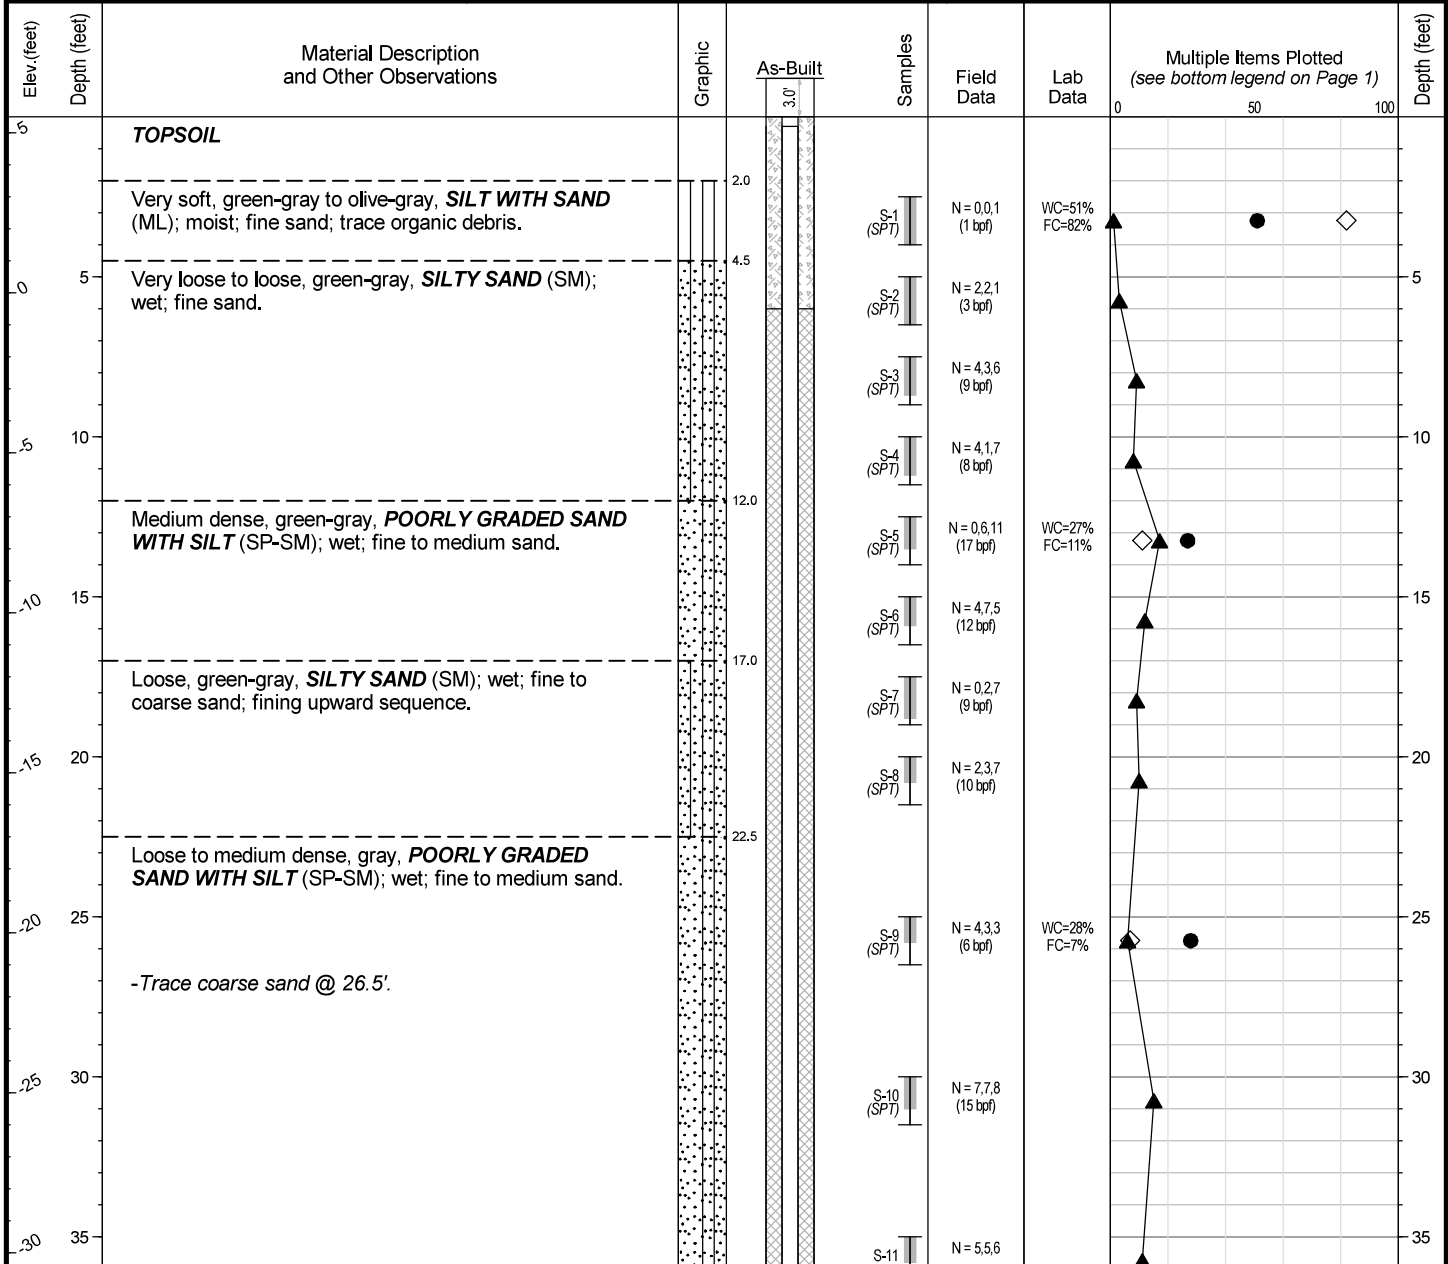 Elev.(feet)
Depth (feet)
Material Description
and Other Observations
Graphic
As-Built
3.0'
Samples
Field
Data
Lab
Data
Multiple Items Plotted
(see bottom legend on Page 1)
0 50 100
Depth (feet)
5
TOPSOIL
2.0
Very soft, green-gray to olive-gray, SILT WITH SAND
(ML); moist; fine sand; trace organic debris.
S-1
(SPT)
N = 0,0,1
(1 bpf)
WC=51%
FC=82%
4.5
0
5
Very loose to loose, green-gray, SILTY SAND (SM);
wet; fine sand.
S-2
(SPT)
N = 2,2,1
(3 bpf)
5
S-3
(SPT)
N = 4,3,6
(9 bpf)
-5
10
S-4
(SPT)
N = 4,1,7
(8 bpf)
10
12.0
Medium dense, green-gray, POORLY GRADED SAND
WITH SILT (SP-SM); wet; fine to medium sand.
S-5
(SPT)
N = 0,6,11
(17 bpf)
WC=27%
FC=11%
-10
15
S-6
(SPT)
N = 4,7,5
(12 bpf)
15
17.0
Loose, green-gray, SILTY SAND (SM); wet; fine to
coarse sand; fining upward sequence.
S-7
(SPT)
N = 0,2,7
(9 bpf)
-15
20
S-8
(SPT)
N = 2,3,7
(10 bpf)
20
22.5
Loose to medium dense, gray, POORLY GRADED
SAND WITH SILT (SP-SM); wet; fine to medium sand.
-20
25
S-9
(SPT)
N = 4,3,3
(6 bpf)
WC=28%
FC=7%
25
-Trace coarse sand @ 26.5'.
-25
30
S-10
(SPT)
N = 7,7,8
(15 bpf)
30
-30
35
S-11
N = 5,5,6
35